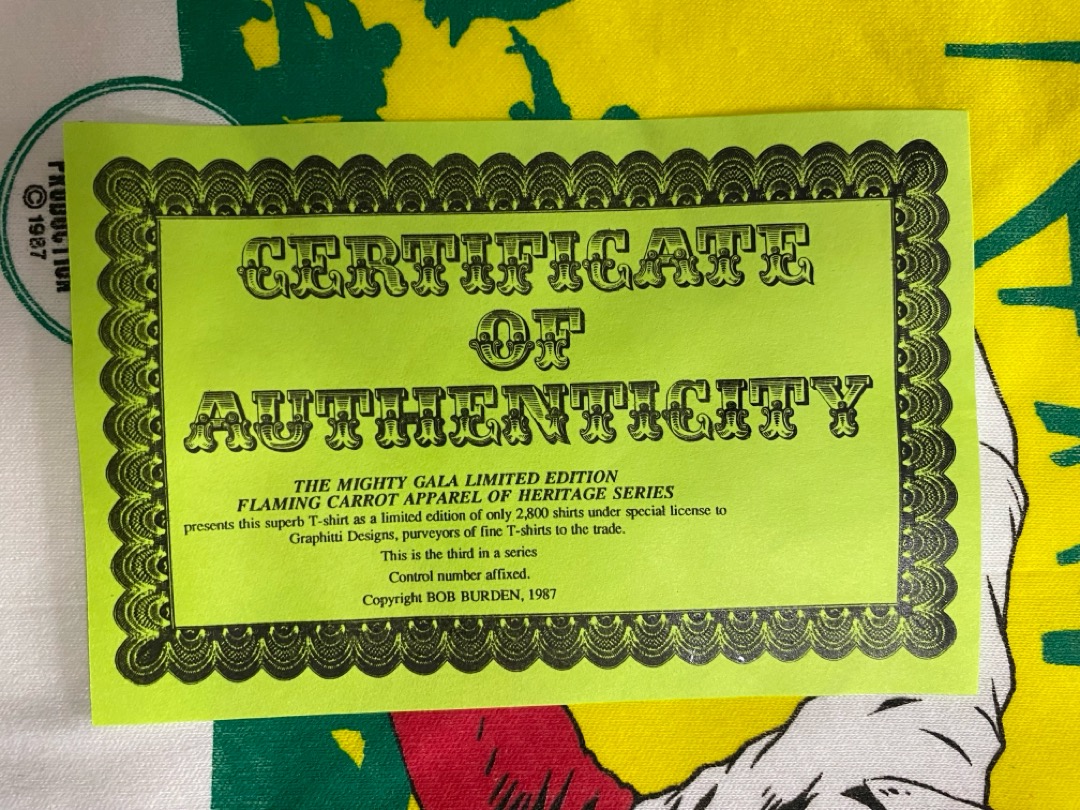 CERTIFICATE
OF
AUTHENTICITY
THE MIGHTY GALA LIMITED EDITION
FLAMING CARROT APPAREL OF HERITAGE SERIES
presents this superb T-shirt as a limited edition of only 2,800 shirts under special license to
Graphitti Designs, purveyors of fine T-shirts to the trade.
This is the third in a series
Control number affixed.
Copyright BOB BURDEN, 1987
PRODUCTION
© 1987